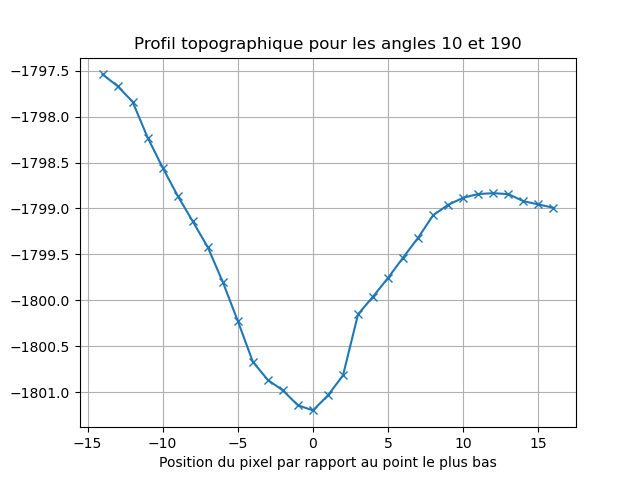 Profil topographique pour les angles 10 et 190
−1797.5
−1798.0
−1798.5
−1799.0
−1799.5
−1800.0
−1800.5
−1801.0
−15 −10 −5 0 5 10 15
Position du pixel par rapport au point le plus bas